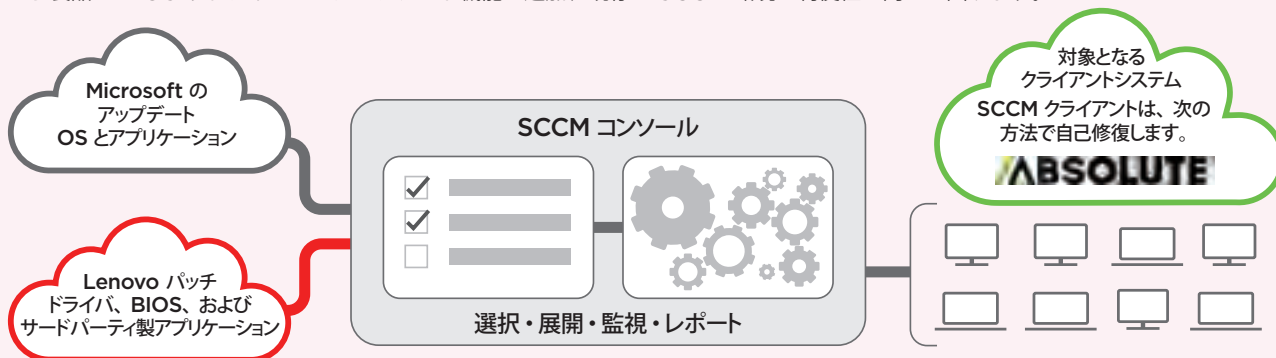 Microsoft の
アップデート
OS とアプリケーション
Lenovo パッチ
ドライバ、BIOS、および
サードパーティ製アプリケーション
SCCM コンソール
選択・展開・監視・レポート
対象となる
クライアントシステム
SCCM クライアントは、次の
方法で自己修復します。
ABSOLUTE